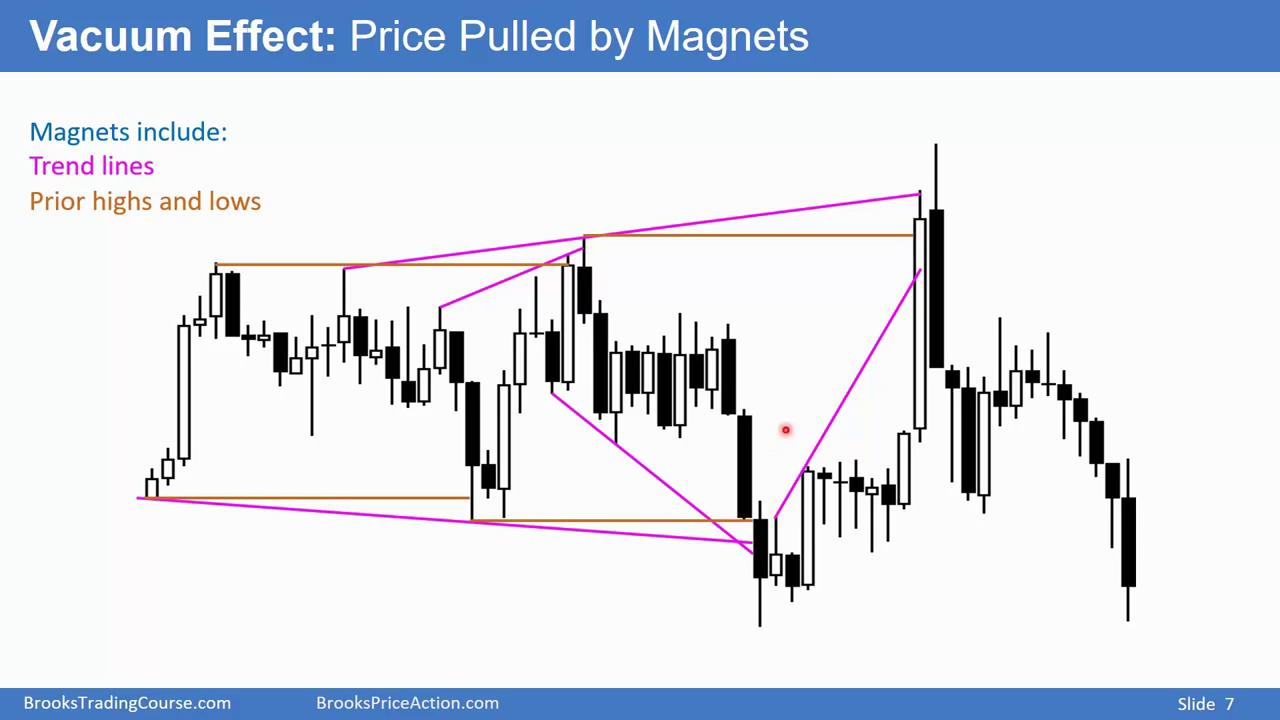 Vacuum Effect: Price Pulled by Magnets
Magnets include:
Trend lines
Prior highs and lows
BrooksTradingCourse.com
BrooksPriceAction.com
Slide 7